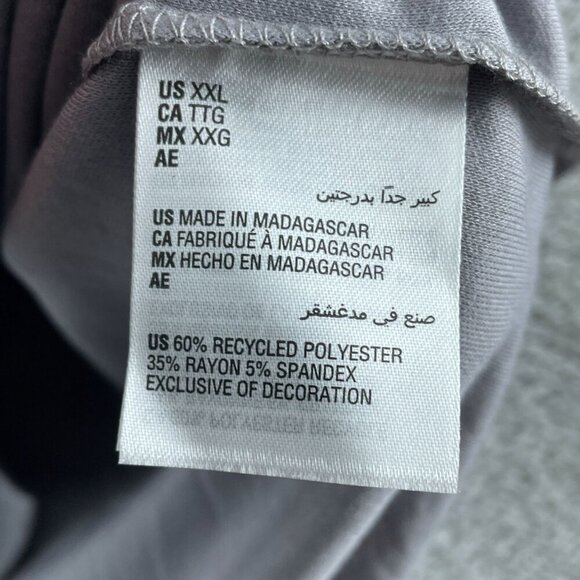 US XXL
CA TTG
MX XXG
AE
كبير جدًا بدرجتين
US MADE IN MADAGASCAR
CA FABRIQUÉ À MADAGASCAR
MX HECHO EN MADAGASCAR
AE
صنع في مدغشقر
US 60% RECYCLED POLYESTER
35% RAYON 5% SPANDEX
EXCLUSIVE OF DECORATION